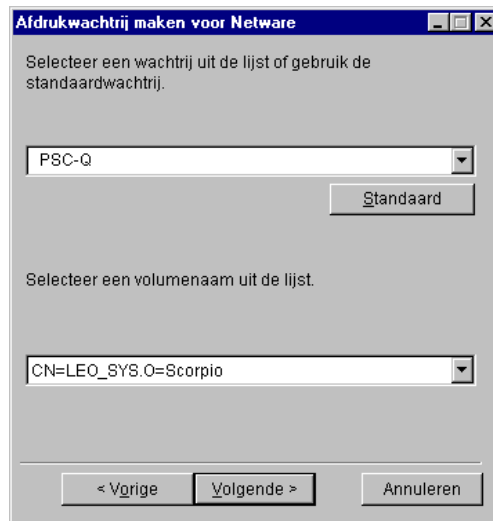 Afdrukwachtrij maken voor Netware
Selecteer een wachtrij uit de lijst of gebruik de
standaardwachtrij.
PSC-Q
Standaard
Selecteer een volumenaam uit de lijst.
CN=LEO_SYS.O=Scorpio
< Vorige Volgende > Annuleren